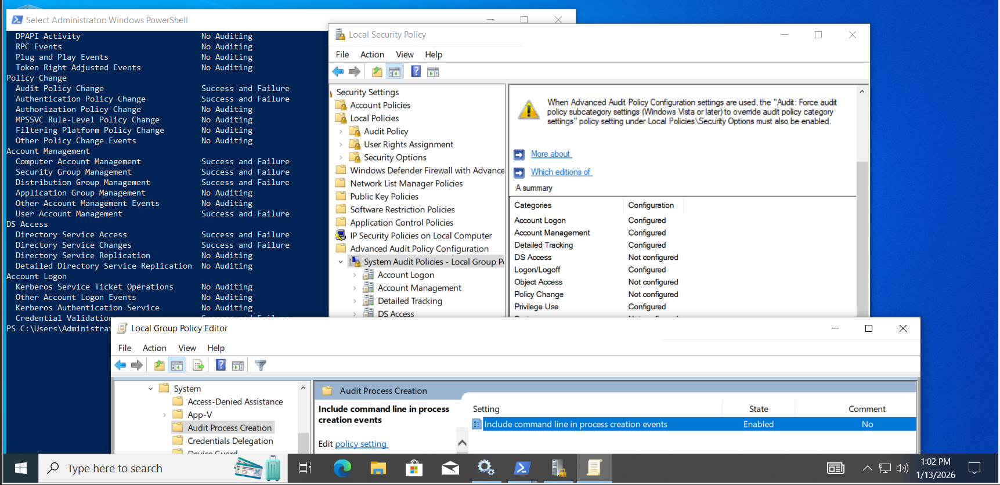 Select Administrator: Windows PowerShell
DPAPI Activity No Auditing
RPC Events No Auditing
Plug and Play Events No Auditing
Token Right Adjusted Events No Auditing
Policy Change
Audit Policy Change Success and Failure
Authentication Policy Change Success and Failure
Authorization Policy Change No Auditing
MPSSVC Rule-Level Policy Change No Auditing
Filtering Platform Policy Change No Auditing
Other Policy Change Events No Auditing
Account Management
Computer Account Management Success and Failure
Security Group Management Success and Failure
Distribution Group Management Success and Failure
Application Group Management No Auditing
Other Account Management Events No Auditing
User Account Management Success and Failure
DS Access
Directory Service Access Success and Failure
Directory Service Changes Success and Failure
Directory Service Replication No Auditing
Detailed Directory Service Replication No Auditing
Account Logon
Kerberos Service Ticket Operations No Auditing
Other Account Logon Events No Auditing
Kerberos Authentication Service No Auditing
Credential Validation Success and Failure
PS C:\Users\Administrat
Local Security Policy
File Action View Help
Security Settings
Account Policies
Local Policies
Audit Policy
User Rights Assignment
Security Options
Windows Defender Firewall with Advance
Network List Manager Policies
Public Key Policies
Software Restriction Policies
Application Control Policies
IP Security Policies on Local Computer
Advanced Audit Policy Configuration
System Audit Policies - Local Group Po
Account Logon
Account Management
Detailed Tracking
DS Access
When Advanced Audit Policy Configuration settings are used, the "Audit: Force audit
policy subcategory settings (Windows Vista or later) to override audit policy category
settings" policy setting under Local Policies\Security Options must also be enabled.
More about
Which editions of
A summary
Categories Configuration
Account Logon Configured
Account Management Configured
Detailed Tracking Configured
DS Access Not configured
Logon/Logoff Configured
Object Access Not configured
Policy Change Not configured
Privilege Use Configured
Local Group Policy Editor
File Action View Help
System
Access-Denied Assistance
App-V
Audit Process Creation
Credentials Delegation
Device Guard
Audit Process Creation
Include command line in process
creation events
Edit policy setting
Setting State Comment
Include command line in process creation events Enabled No
Type here to search
1:02 PM
1/13/2026